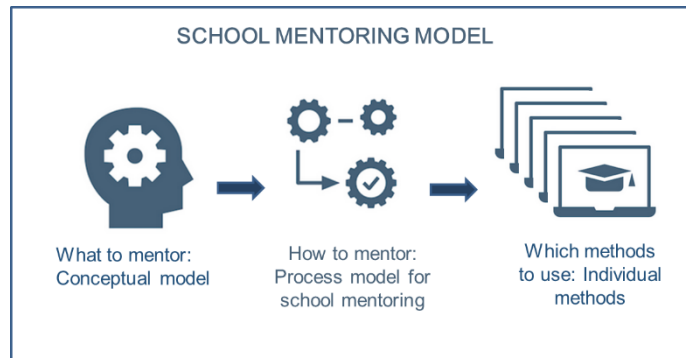 SCHOOL MENTORING MODEL
What to mentor:
Conceptual model
How to mentor:
Process model for
school mentoring
Which methods
to use: Individual
methods